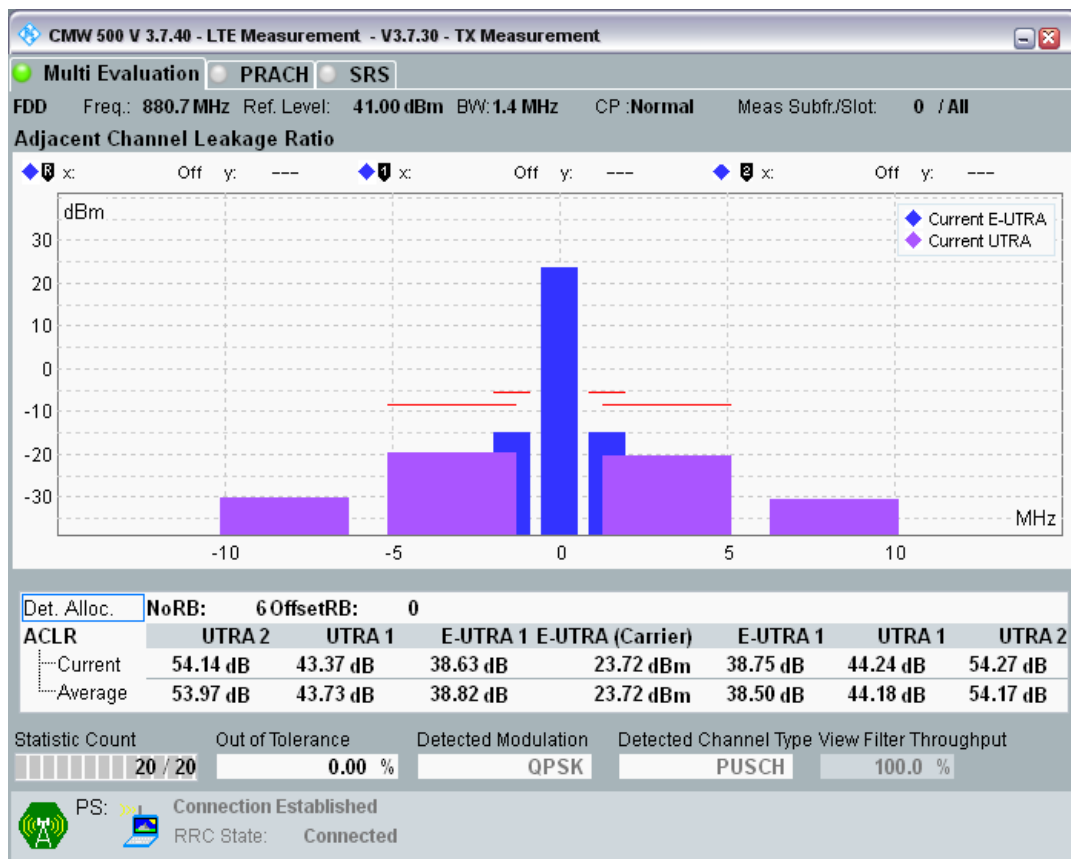 CMW 500 V 3.7.40 - LTE Measurement - V3.7.30 - TX Measurement
Multi Evaluation PRACH SRS
FDD Freq.: 880.7 MHz Ref. Level: 41.00 dBm BW: 1.4 MHz CP :Normal Meas Subfr./Slot: 0 / All
Adjacent Channel Leakage Ratio
R x: Off y: --- 1 x: Off y: --- 2 x: Off y: ---
dBm
Current E-UTRA
Current UTRA
30
20
10
0
-10
-20
-30
MHz
-10 -5 0 5 10
Det. Alloc. NoRB: 6 OffsetRB: 0
ACLR UTRA 2 UTRA 1 E-UTRA 1 E-UTRA (Carrier) E-UTRA 1 UTRA 1 UTRA 2
Current 54.14 dB 43.37 dB 38.63 dB 23.72 dBm 38.75 dB 44.24 dB 54.27 dB
Average 53.97 dB 43.73 dB 38.82 dB 23.72 dBm 38.50 dB 44.18 dB 54.17 dB
Statistic Count Out of Tolerance Detected Modulation Detected Channel Type View Filter Throughput
20 / 20 0.00 % QPSK PUSCH 100.0 %
PS: Connection Established
RRC State: Connected